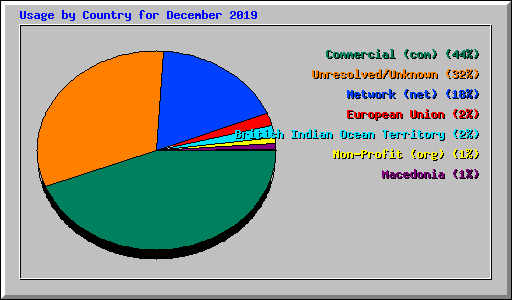 Usage by Country for December 2019
Commercial (com) (44%)
Unresolved/Unknown (32%)
Network (net) (18%)
European Union (2%)
British Indian Ocean Territory (2%)
Non-Profit (org) (1%)
Macedonia (1%)